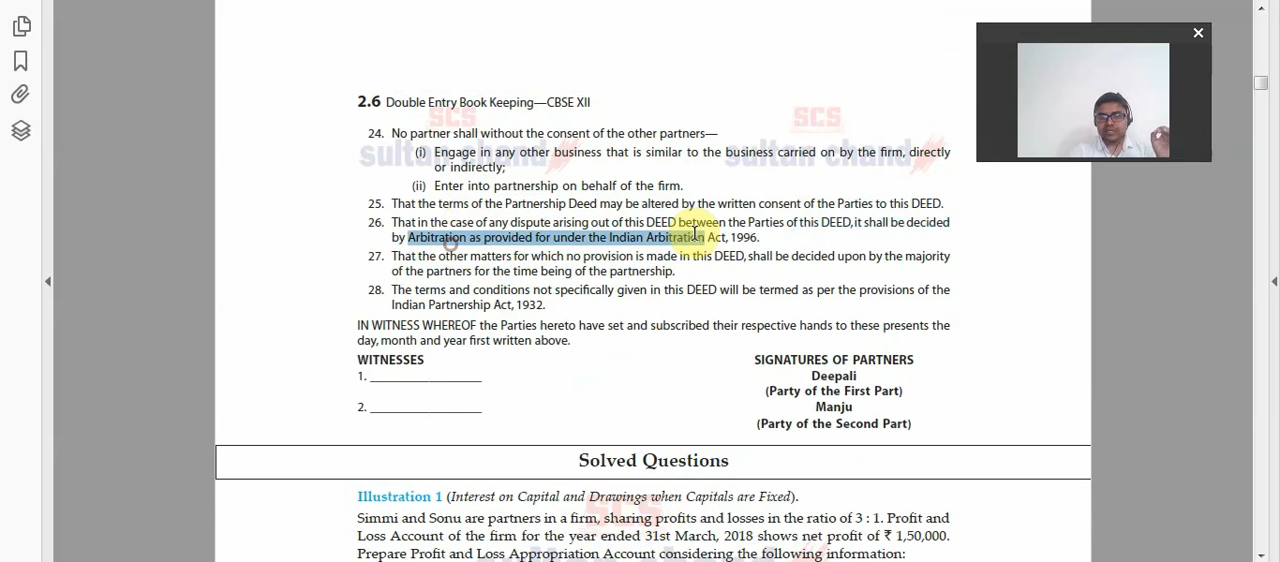 2.6 Double Entry Book Keeping—CBSE XII
SCS
SCS
sultan chand
sultan chand
24. No partner shall without the consent of the other partners—
(i) Engage in any other business that is similar to the business carried on by the firm, directly
or indirectly;
(ii) Enter into partnership on behalf of the firm.
25. That the terms of the Partnership Deed may be altered by the written consent of the Parties to this DEED.
26. That in the case of any dispute arising out of this DEED between the Parties of this DEED, it shall be decided
by Arbitration as provided for under the Indian Arbitration Act, 1996.
27. That the other matters for which no provision is made in this DEED, shall be decided upon by the majority
of the partners for the time being of the partnership.
28. The terms and conditions not specifically given in this DEED will be termed as per the provisions of the
Indian Partnership Act, 1932.
IN WITNESS WHEREOF the Parties hereto have set and subscribed their respective hands to these presents the
day, month and year first written above.
WITNESSES
SIGNATURES OF PARTNERS
1. _________________
Deepali
(Party of the First Part)
2. _________________
Manju
(Party of the Second Part)
Solved Questions
Illustration 1 (Interest on Capital and Drawings when Capitals are Fixed).
SCS
Simmi and Sonu are partners in a firm, sharing profits and losses in the ratio of 3 : 1. Profit and
Loss Account of the firm for the year ended 31st March, 2018 shows net profit of ₹ 1,50,000.
Prepare Profit and Loss Appropriation Account considering the following information: